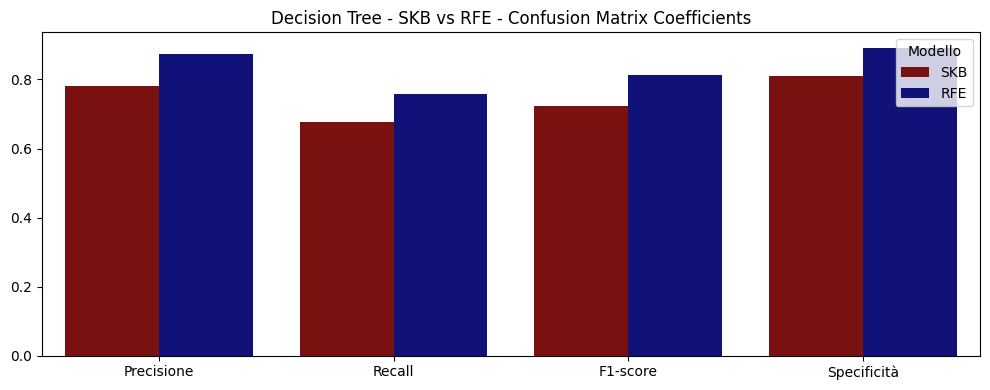 Decision Tree - SKB vs RFE - Confusion Matrix Coefficients
Modello
SKB
RFE
0.8
0.6
0.4
0.2
0.0
Precisione Recall F1-score Specificità